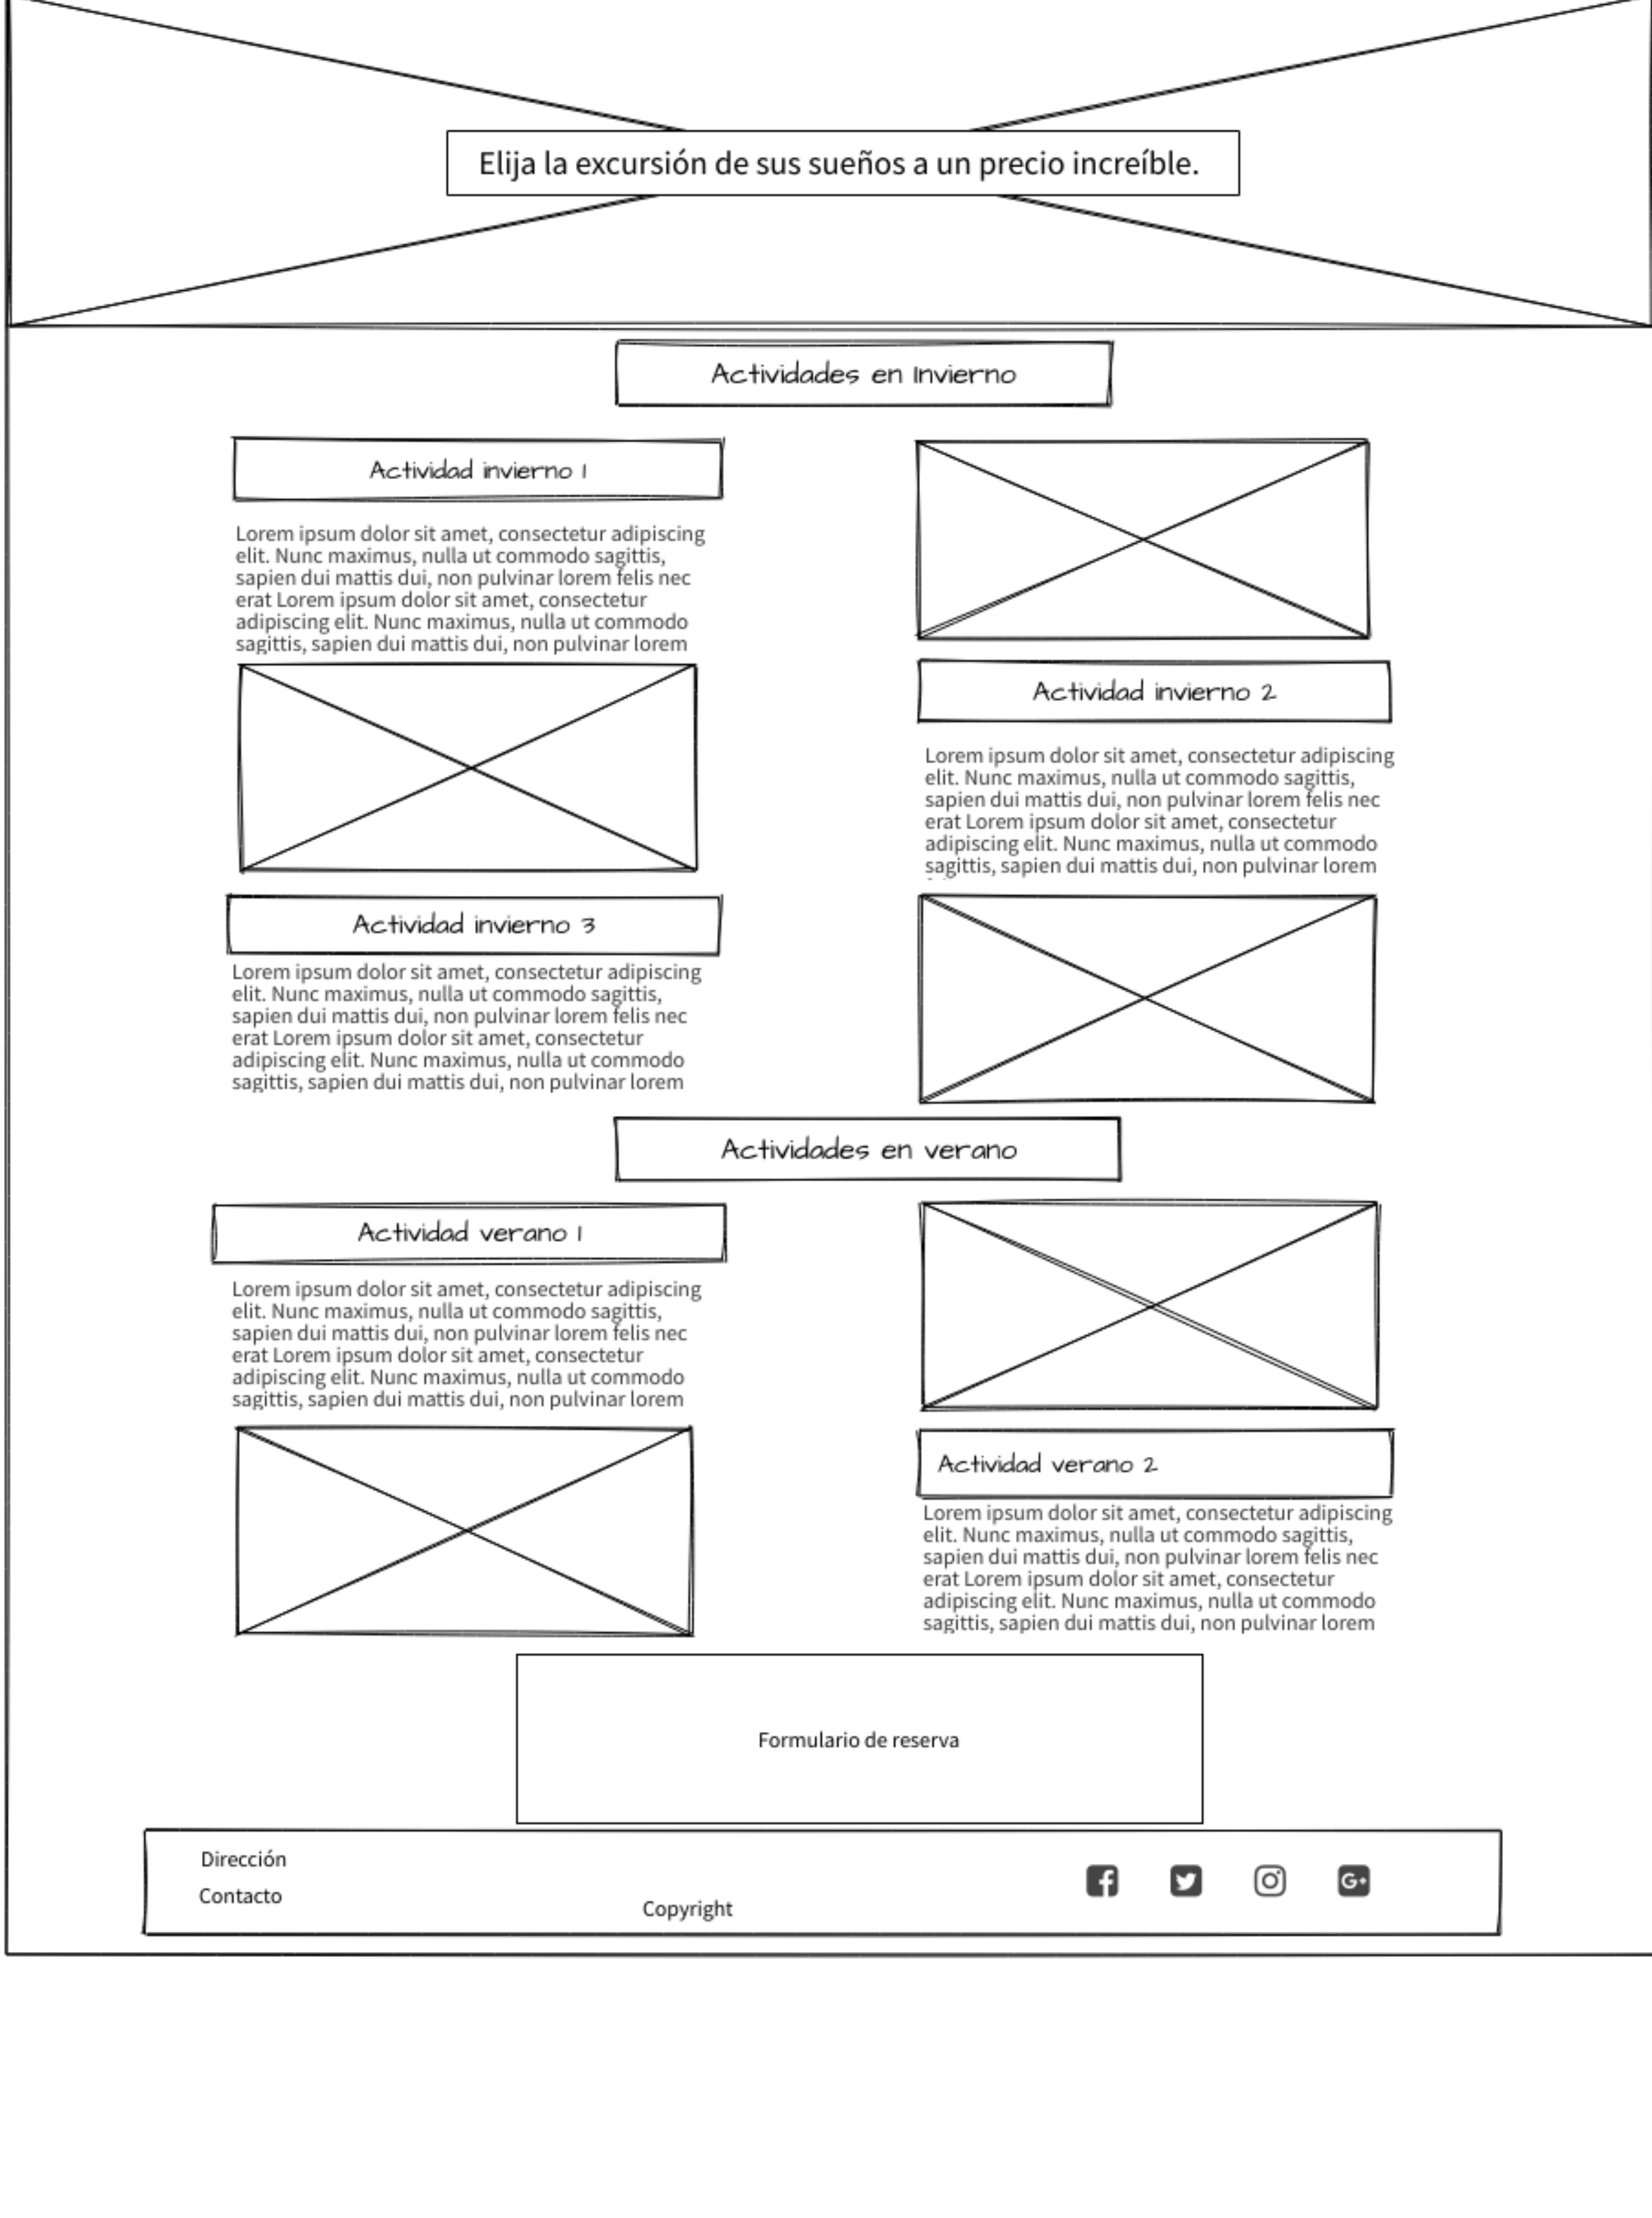 Elija la excursión de sus sueños a un precio increíble.
Actividades en Invierno
Actividad invierno 1
Lorem ipsum dolor sit amet, consectetur adipiscing
elit. Nunc maximus, nulla ut commodo sagittis,
sapien dui mattis dui, non pulvinar lorem felis nec
erat Lorem ipsum dolor sit amet, consectetur
adipiscing elit. Nunc maximus, nulla ut commodo
sagittis, sapien dui mattis dui, non pulvinar lorem
Actividad invierno 2
Lorem ipsum dolor sit amet, consectetur adipiscing
elit. Nunc maximus, nulla ut commodo sagittis,
sapien dui mattis dui, non pulvinar lorem felis nec
erat Lorem ipsum dolor sit amet, consectetur
adipiscing elit. Nunc maximus, nulla ut commodo
sagittis, sapien dui mattis dui, non pulvinar lorem
Actividad invierno 3
Lorem ipsum dolor sit amet, consectetur adipiscing
elit. Nunc maximus, nulla ut commodo sagittis,
sapien dui mattis dui, non pulvinar lorem felis nec
erat Lorem ipsum dolor sit amet, consectetur
adipiscing elit. Nunc maximus, nulla ut commodo
sagittis, sapien dui mattis dui, non pulvinar lorem
Actividades en verano
Actividad verano 1
Lorem ipsum dolor sit amet, consectetur adipiscing
elit. Nunc maximus, nulla ut commodo sagittis,
sapien dui mattis dui, non pulvinar lorem felis nec
erat Lorem ipsum dolor sit amet, consectetur
adipiscing elit. Nunc maximus, nulla ut commodo
sagittis, sapien dui mattis dui, non pulvinar lorem
Actividad verano 2
Lorem ipsum dolor sit amet, consectetur adipiscing
elit. Nunc maximus, nulla ut commodo sagittis,
sapien dui mattis dui, non pulvinar lorem felis nec
erat Lorem ipsum dolor sit amet, consectetur
adipiscing elit. Nunc maximus, nulla ut commodo
sagittis, sapien dui mattis dui, non pulvinar lorem
Formulario de reserva
Dirección
Contacto
Copyright